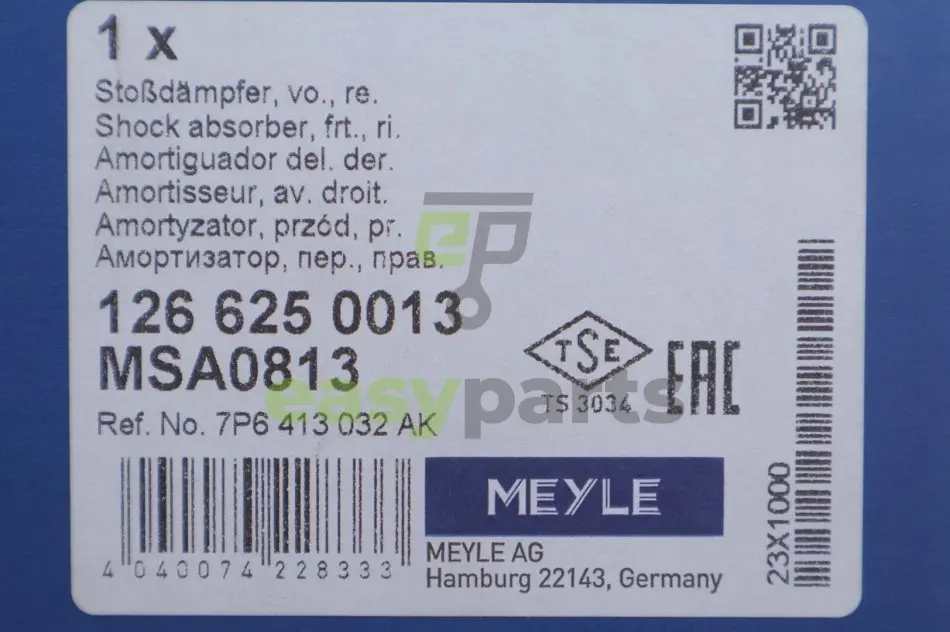 1 x
Stoßdämpfer, vo., re.
Shock absorber, frt., ri.
Amortiguador del. der.
Amortisseur, av. droit.
Amortyzator, przód, pr.
Амортизатор, пер., прав.
ep
126 625 0013
MSA0813
TSE
TS 3034
EAC
easyparts
Ref. No. 7P6 413 032 AK
4 040074 228333
MEYLE
MEYLE AG
Hamburg 22143, Germany
23X1000